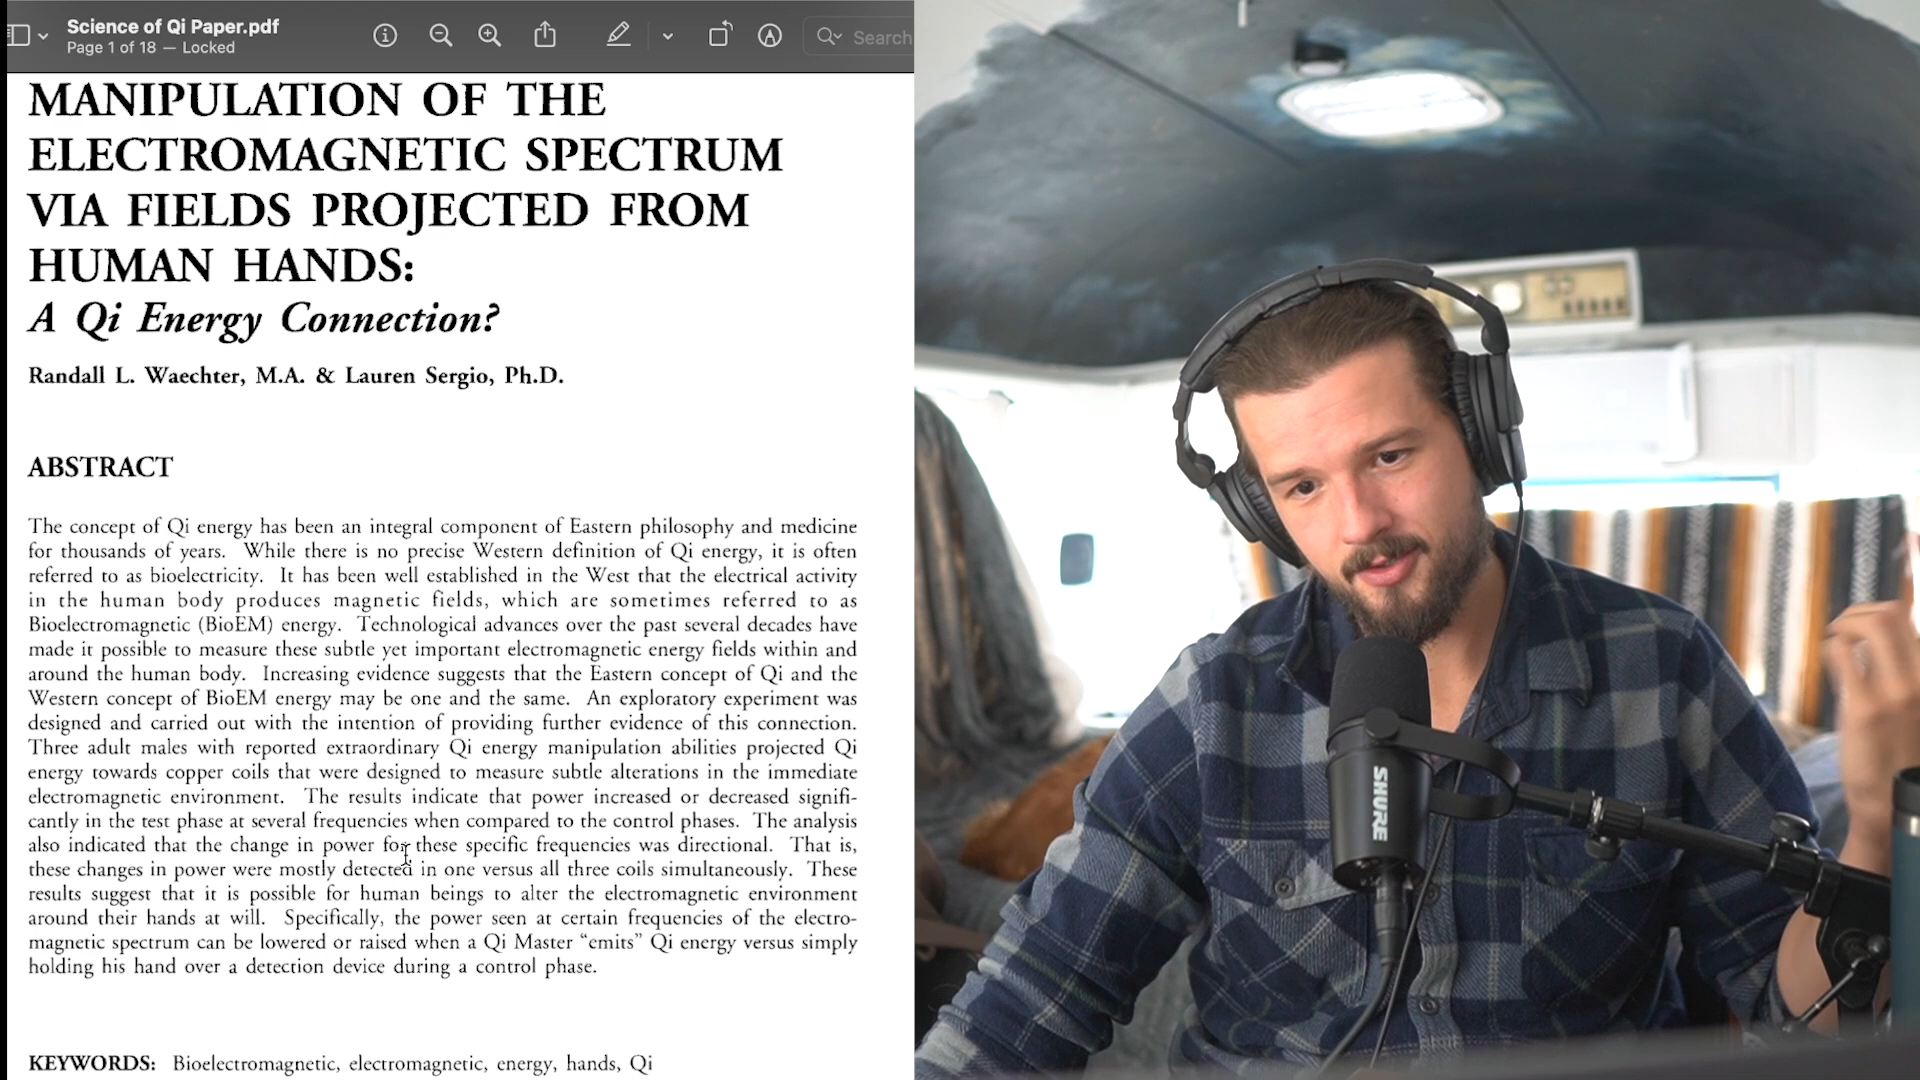 Science of Qi Paper.pdf
Page 1 of 18 — Locked
Search
MANIPULATION OF THE
ELECTROMAGNETIC SPECTRUM
VIA FIELDS PROJECTED FROM
HUMAN HANDS:
A Qi Energy Connection?
Randall L. Waechter, M.A. & Lauren Sergio, Ph.D.
ABSTRACT
The concept of Qi energy has been an integral component of Eastern philosophy and medicine
for thousands of years. While there is no precise Western definition of Qi energy, it is often
referred to as bioelectricity. It has been well established in the West that the electrical activity
in the human body produces magnetic fields, which are sometimes referred to as
Bioelectromagnetic (BioEM) energy. Technological advances over the past several decades have
made it possible to measure these subtle yet important electromagnetic energy fields within and
around the human body. Increasing evidence suggests that the Eastern concept of Qi and the
Western concept of BioEM energy may be one and the same. An exploratory experiment was
designed and carried out with the intention of providing further evidence of this connection.
Three adult males with reported extraordinary Qi energy manipulation abilities projected Qi
energy towards copper coils that were designed to measure subtle alterations in the immediate
electromagnetic environment. The results indicate that power increased or decreased signifi-
cantly in the test phase at several frequencies when compared to the control phases. The analysis
also indicated that the change in power for these specific frequencies was directional. That is,
these changes in power were mostly detected in one versus all three coils simultaneously. These
results suggest that it is possible for human beings to alter the electromagnetic environment
around their hands at will. Specifically, the power seen at certain frequencies of the electro-
magnetic spectrum can be lowered or raised when a Qi Master “emits” Qi energy versus simply
holding his hand over a detection device during a control phase.
KEYWORDS: Bioelectromagnetic, electromagnetic, energy, hands, Qi
SHURE